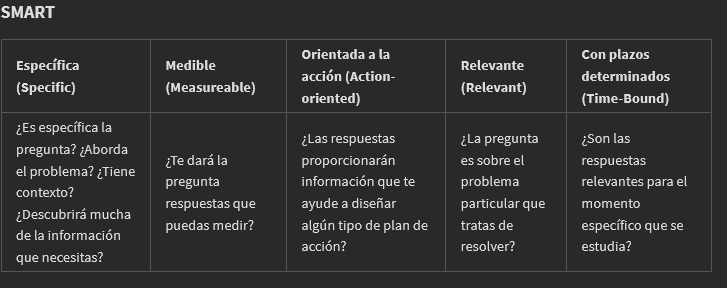 SMART
Específica
(Specific)
Medible
(Measureable)
Orientada a la
acción (Action-
oriented)
Relevante
(Relevant)
Con plazos
determinados
(Time-Bound)
¿Es específica la
pregunta? ¿Aborda
el problema? ¿Tiene
contexto?
¿Descubrirá mucha
de la información
que necesitas?
¿Te dará la
pregunta
respuestas que
puedas medir?
¿Las respuestas
proporcionarán
información que te
ayude a diseñar
algún tipo de plan de
acción?
¿La pregunta
es sobre el
problema
particular que
tratas de
resolver?
¿Son las
respuestas
relevantes para el
momento
específico que se
estudia?